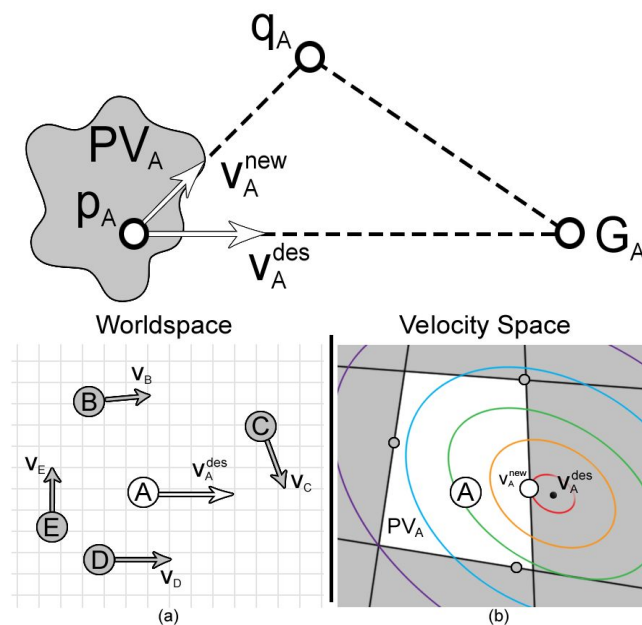 q_A
PV_A
v_A^new
p_A
v_A^des
G_A
Worldspace
Velocity Space
v_B
B
C
v_E
v_A^des
A
v_C
E
D
v_D
(a)
v_A^new
v_A^des
A
PV_A
(b)